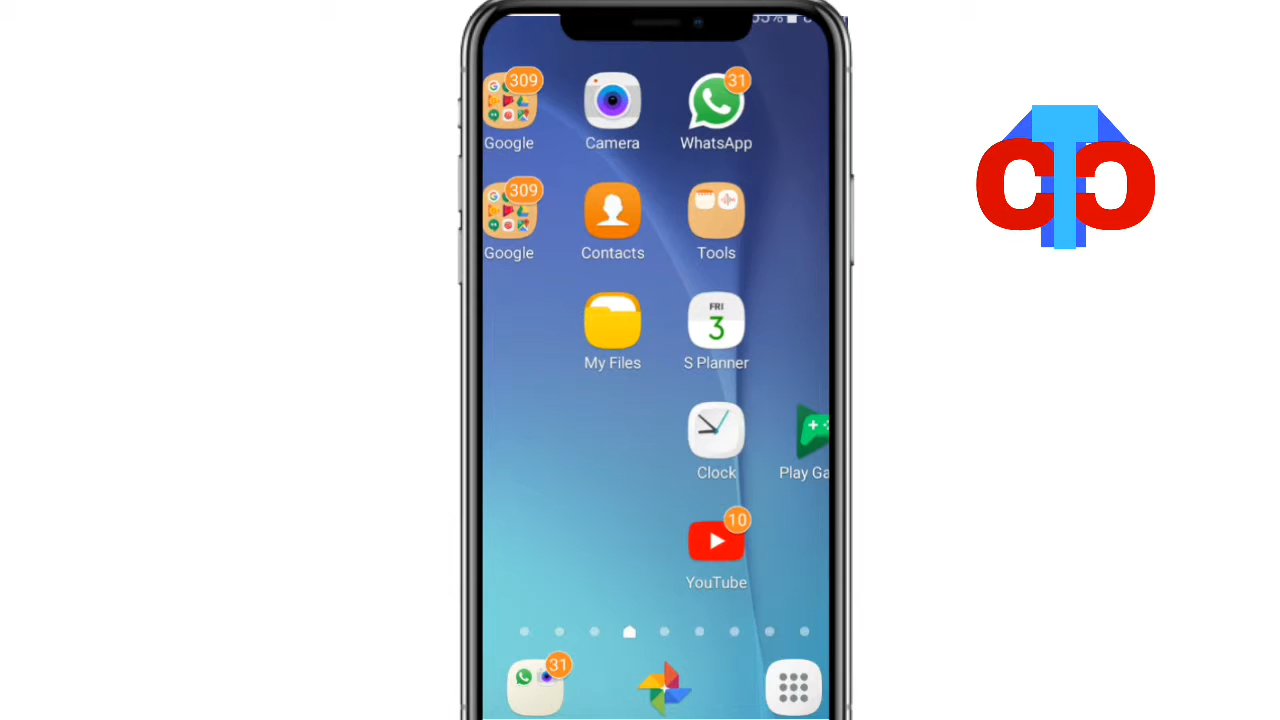 309
31
Google
Camera
WhatsApp
309
Google
Contacts
Tools
FRI
3
My Files
S Planner
Clock
Play Ga
10
YouTube
31
CTC